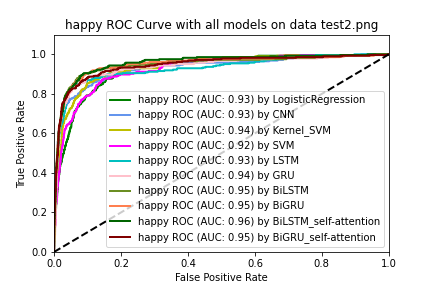 happy ROC Curve with all models on data test2.png
True Positive Rate
1.0
0.8
0.6
0.4
0.2
0.0
happy ROC (AUC: 0.93) by LogisticRegression
happy ROC (AUC: 0.93) by CNN
happy ROC (AUC: 0.94) by Kernel_SVM
happy ROC (AUC: 0.92) by SVM
happy ROC (AUC: 0.93) by LSTM
happy ROC (AUC: 0.94) by GRU
happy ROC (AUC: 0.95) by BiLSTM
happy ROC (AUC: 0.95) by BiGRU
happy ROC (AUC: 0.96) by BiLSTM_self-attention
happy ROC (AUC: 0.95) by BiGRU_self-attention
0.0 0.2 0.4 0.6 0.8 1.0
False Positive Rate